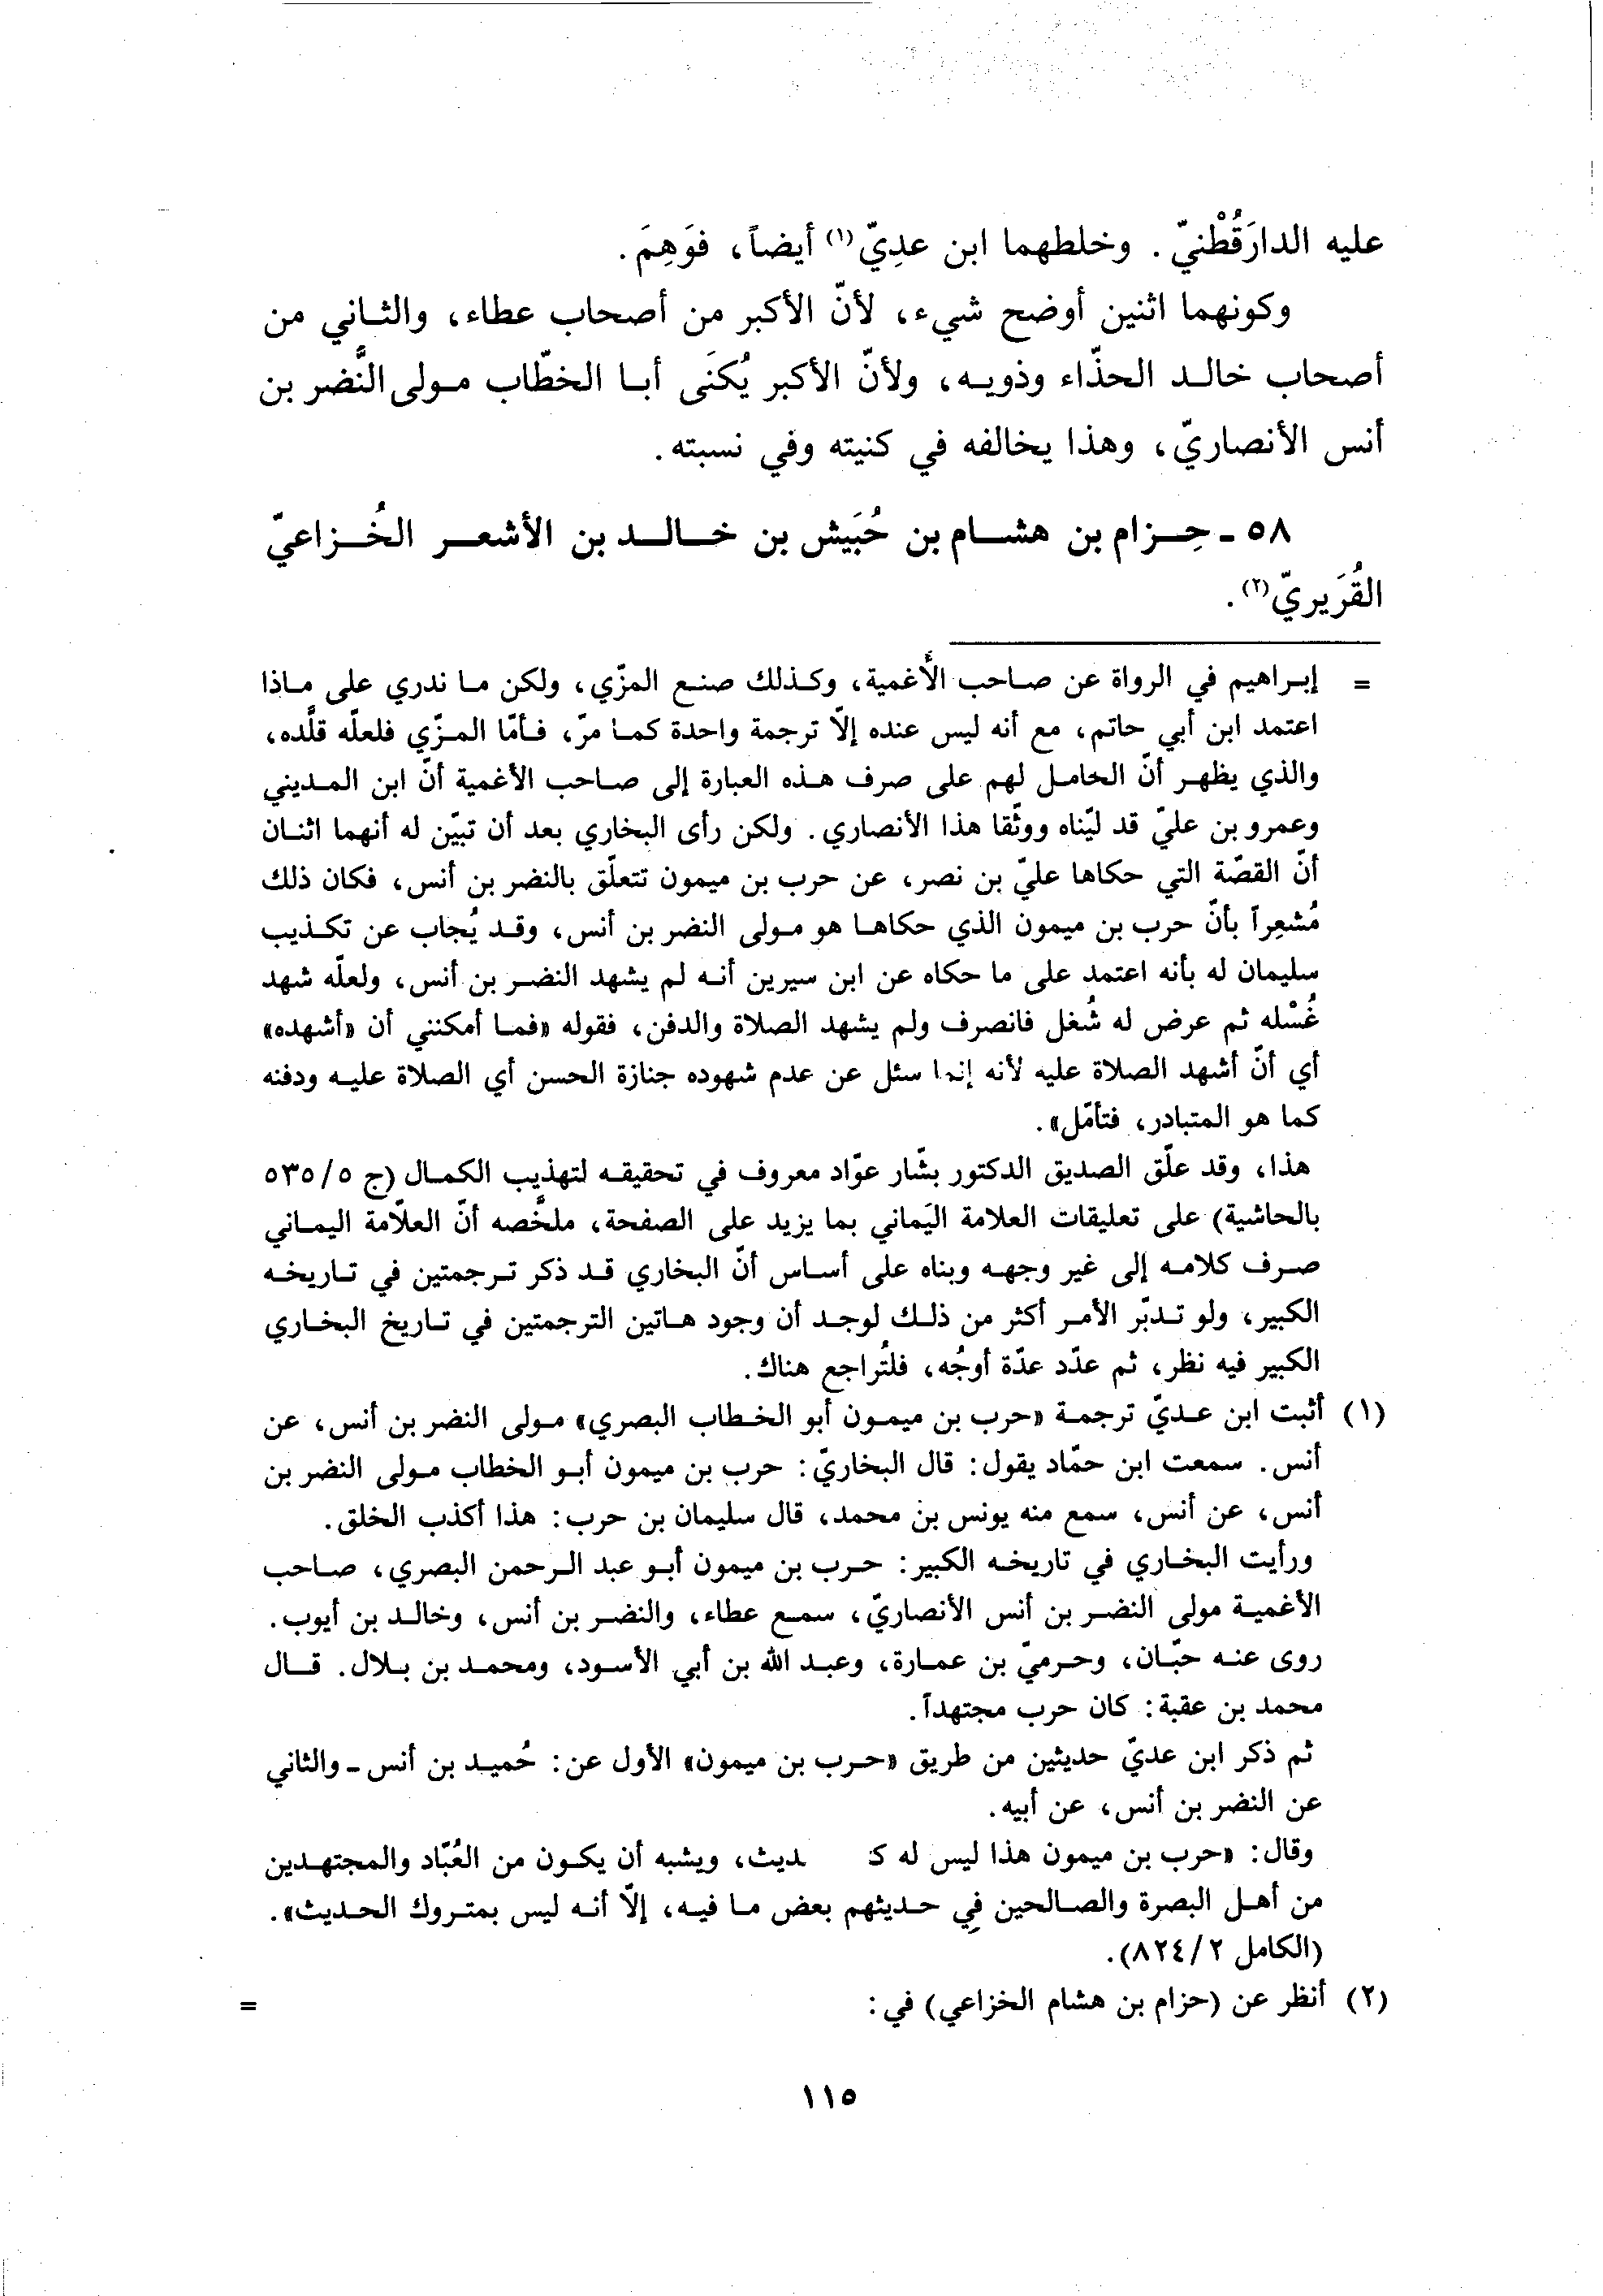 عليه الدارَقُطْنيّ. وخلطهما ابن عدِيّ(١) أيضاً، فوَهِمَ.
وكونهما اثنين أوضح شيء، لأنّ الأكبر من أصحاب عطاء، والثاني من
أصحاب خالد الحذّاء وذويه، ولأنّ الأكبر يُكنَى أبا الخطّاب مولى النَّضر بن
أنس الأنصاريّ، وهذا يخالفه في كنيته وفي نسبته.
٥٨ - حِزام بن هشام بن حُبَيش بن خالد بن الأشعر الخُزاعيّ
القُرَيريّ(٢).
= إبراهيم في الرواة عن صاحب الأَغمية، وكذلك صنع المزّي، ولكن ما ندري على ماذا
اعتمد ابن أبي حاتم، مع أنه ليس عنده إلّا ترجمة واحدة كما مرّ، فأمّا المزّي فلعلّه قلَّده،
والذي يظهر أنّ الحامل لهم على صرف هذه العبارة إلى صاحب الأغمية أنّ ابن المديني
وعمرو بن عليّ قد ليّناه ووثّقا هذا الأنصاري. ولكن رأى البخاري بعد أن تبيّن له أنهما اثنان
أنّ القصّة التي حكاها عليّ بن نصر، عن حرب بن ميمون تتعلّق بالنضر بن أنس، فكان ذلك
مُشعِراً بأنّ حرب بن ميمون الذي حكاها هو مولى النضر بن أنس، وقد يُجاب عن تكذيب
سليمان له بأنه اعتمد على ما حكاه عن ابن سيرين أنه لم يشهد النضر بن أنس، ولعلّه شهد
غُسْله ثم عرض له شُغل فانصرف ولم يشهد الصلاة والدفن، فقوله «فما أمكنني أن «أشهده»
أي أنّ أشهد الصلاة عليه لأنه إنما سئل عن عدم شهوده جنازة الحسن أي الصلاة عليه ودفنه
كما هو المتبادر، فتأمّل».
هذا، وقد علّق الصديق الدكتور بشّار عوّاد معروف في تحقيقه لتهذيب الكمال (ج ٥٣٥/٥
بالحاشية) على تعليقات العلامة اليَماني بما يزيد على الصفحة، ملخَّصه أنّ العلّامة اليماني
صرف كلامه إلى غير وجهه وبناه على أساس أنّ البخاري قد ذكر ترجمتين في تاريخه
الكبير، ولو تدبّر الأمر أكثر من ذلك لوجد أن وجود هاتين الترجمتين في تاريخ البخاري
الكبير فيه نظر، ثم عدّد عدّة أوجُه، فلتُراجع هناك.
(١) أثبت ابن عديّ ترجمة «حرب بن ميمون أبو الخطاب البصري» مولى النضر بن أنس، عن
أنس. سمعت ابن حمّاد يقول: قال البخاريّ: حرب بن ميمون أبو الخطاب مولى النضر بن
أنس، عن أنس، سمع منه يونس بن محمد، قال سليمان بن حرب: هذا أكذب الخلق.
ورأيت البخاري في تاريخه الكبير: حرب بن ميمون أبو عبد الرحمن البصري، صاحب
الأغمية مولى النضر بن أنس الأنصاريّ، سمع عطاء، والنضر بن أنس، وخالد بن أيوب.
روى عنه حبّان، وحرميّ بن عمارة، وعبد الله بن أبي الأسود، ومحمد بن بلال. قال
محمد بن عقبة: كان حرب مجتهداً.
ثم ذكر ابن عديّ حديثين من طريق «حرب بن ميمون» الأول عن: حُميد بن أنس - والثاني
عن النضر بن أنس، عن أبيه.
وقال: «حرب بن ميمون هذا ليس له ، ويشبه أن يكون من العُبّاد والمجتهدين
من أهل البصرة والصالحين في حديثهم بعض ما فيه، إلّا أنه ليس بمتروك الحديث».
(الكامل ٨٢٤/٢).
(٢) أنظر عن (حزام بن هشام الخزاعي) في: =
١١٥